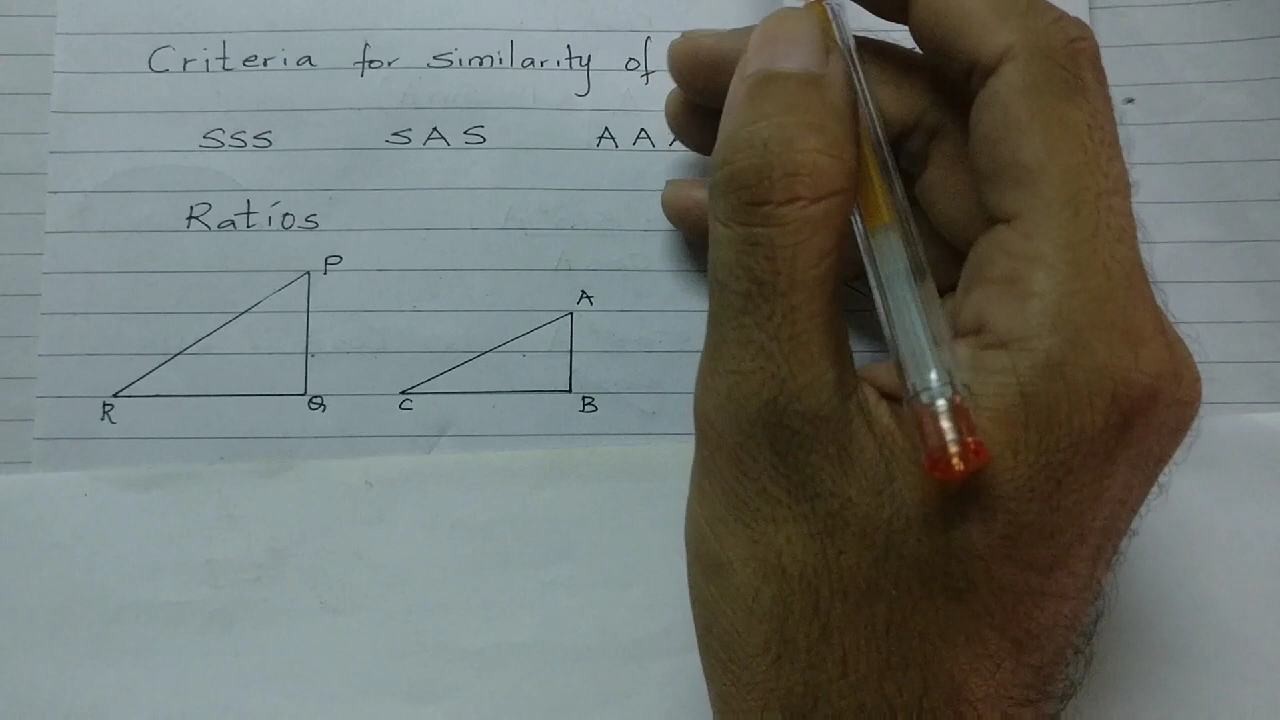 Criteria for similarity of
SSS SAS AA
Ratios
P
A
R Q C B